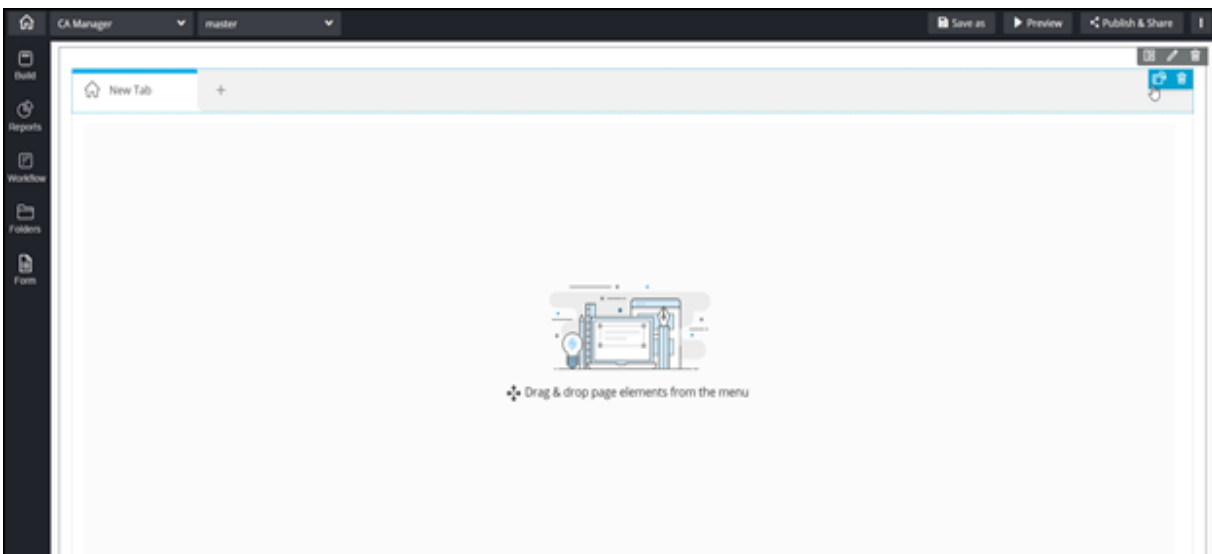 CA Manager
master
Save as
Preview
Publish & Share
Build
New Tab
+
Reports
Workflow
Folders
Form
Drag & drop page elements from the menu